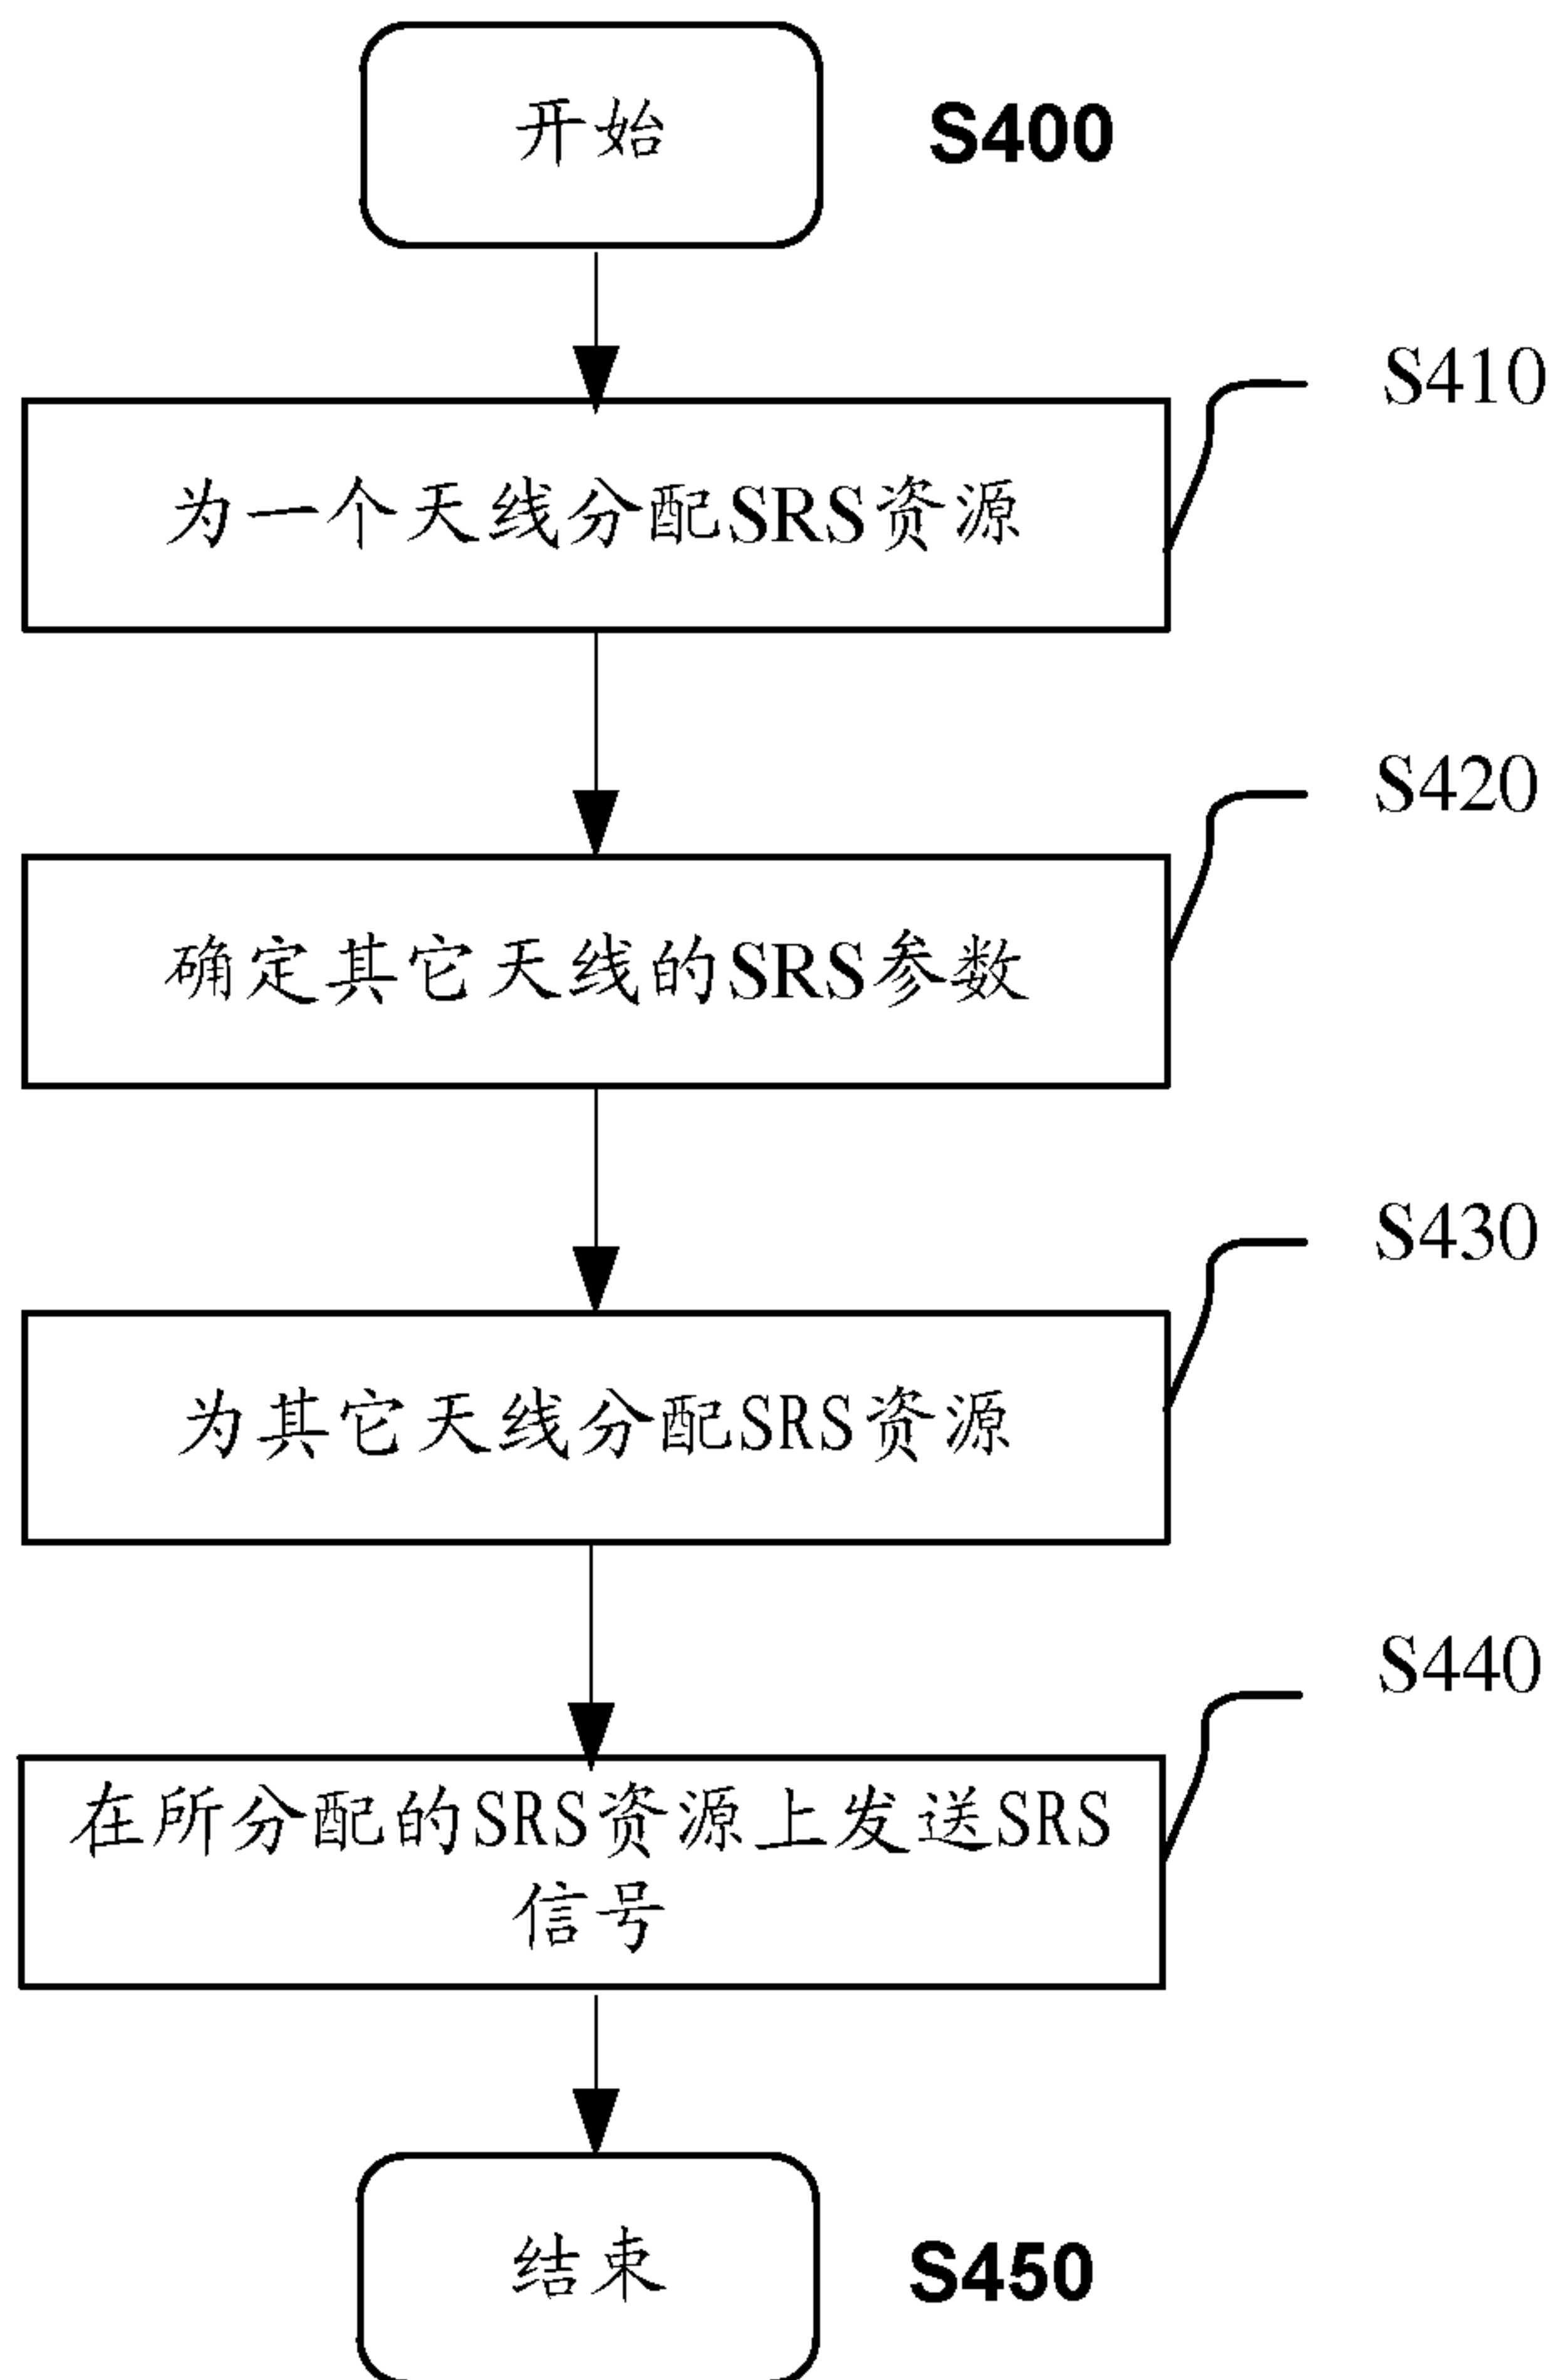 开始
S400
S410
为一个天线分配SRS资源
S420
确定其它天线的SRS参数
S430
为其它天线分配SRS资源
S440
在所分配的SRS资源上发送SRS
信号
结束
S450